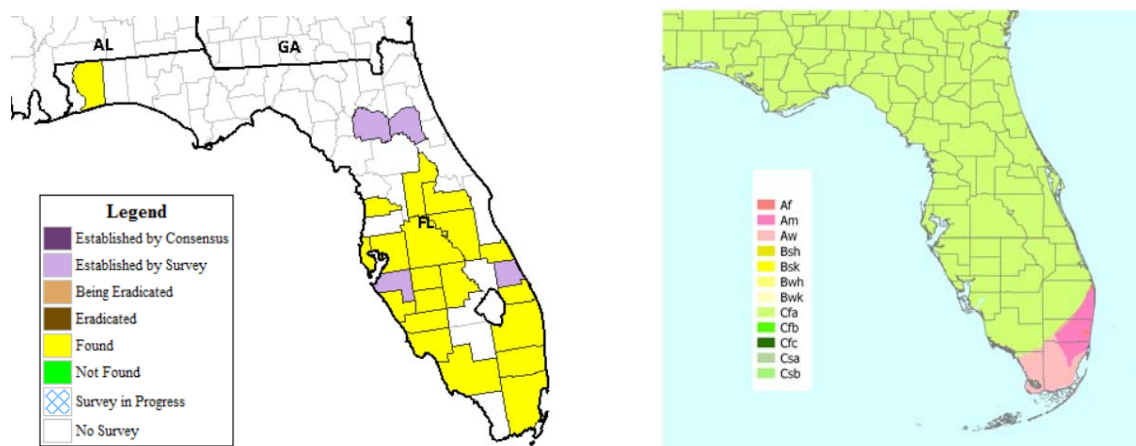 AL
GA
FL
Legend
Established by Consensus
Established by Survey
Being Eradicated
Eradicated
Found
Not Found
Survey in Progress
No Survey
Af
Am
Aw
Bsh
Bsk
Bwh
Bwk
Cfa
Cfb
Cfc
Csa
Csb